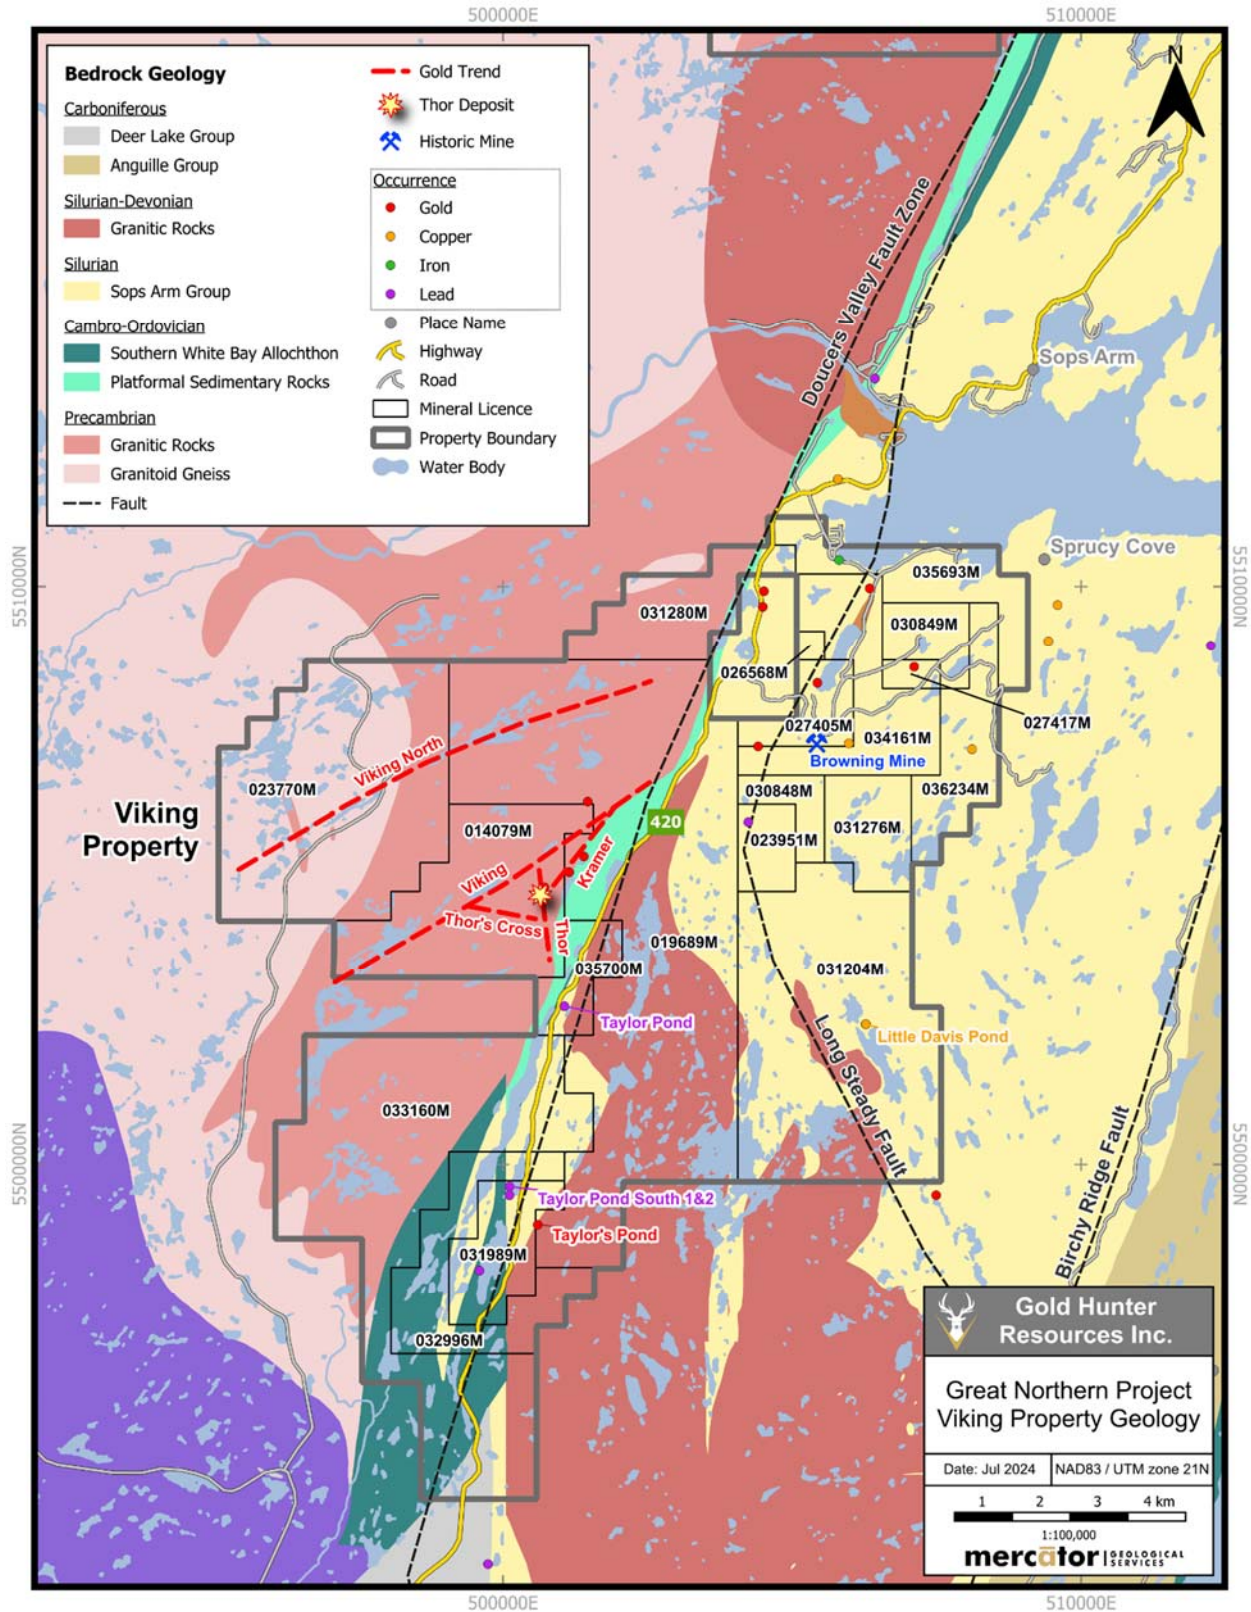 500000E
510000E
Bedrock Geology
Carboniferous
Deer Lake Group
Anguille Group
Silurian-Devonian
Granitic Rocks
Silurian
Sops Arm Group
Cambro-Ordovician
Southern White Bay Allochthon
Platformal Sedimentary Rocks
Precambrian
Granitic Rocks
Granitoid Gneiss
Fault
Gold Trend
Thor Deposit
Historic Mine
Occurrence
Gold
Copper
Iron
Lead
Place Name
Highway
Road
Mineral Licence
Property Boundary
Water Body
N
Doucers Valley Fault Zone
Sops Arm
Sprucy Cove
5510000N
5510000N
035693M
031280M
030849M
026568M
027417M
027405M
034161M
Browning Mine
Viking North
023770M
030848M
036234M
Viking
Property
014079M
420
023951M
031276M
Kramer
Viking
Thor's Cross
Thor
019689M
035700M
031204M
Taylor Pond
Long Steady Fault
Little Davis Pond
033160M
5500000N
5500000N
Taylor Pond South 1&2
Taylor's Pond
031989M
Birchy Ridge Fault
032996M
Gold Hunter
Resources Inc.
Great Northern Project
Viking Property Geology
Date: Jul 2024
NAD83 / UTM zone 21N
1 2 3 4 km
1:100,000
mercātor GEOLOGICAL
SERVICES
500000E
510000E